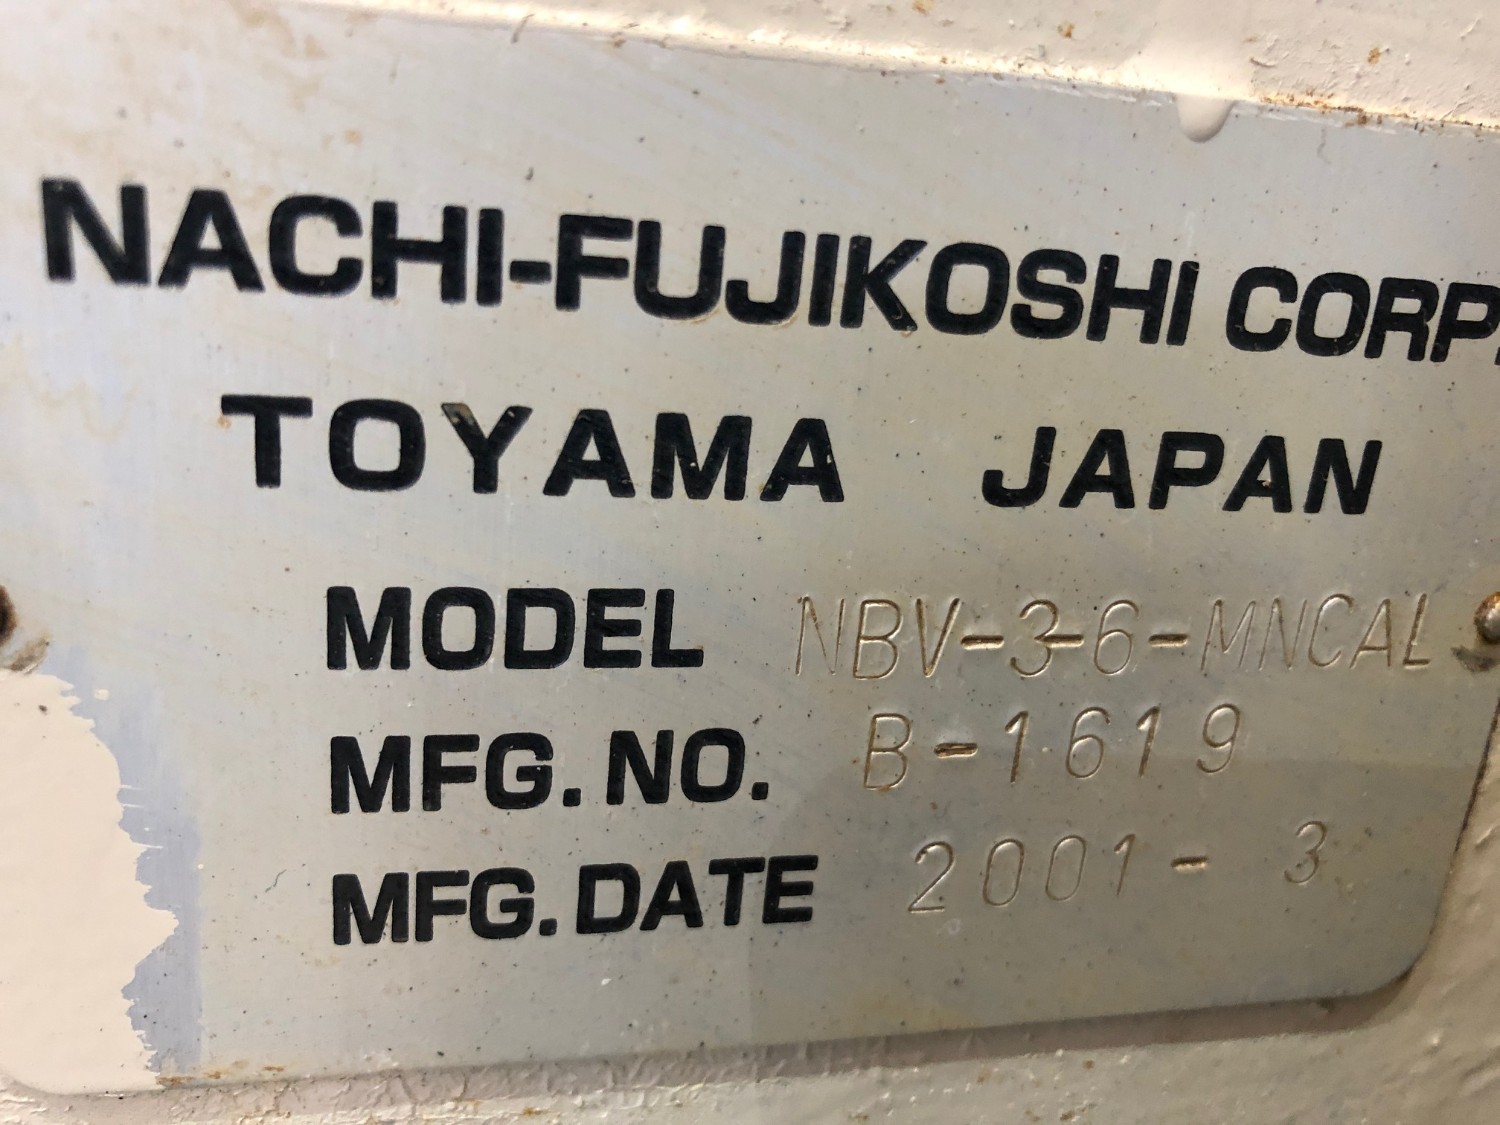 NACHI-FUJIKOSHI CORP.
TOYAMA JAPAN
MODEL NBV-3-6-MNCAL
MFG. NO. B-1619
MFG. DATE 2001-3